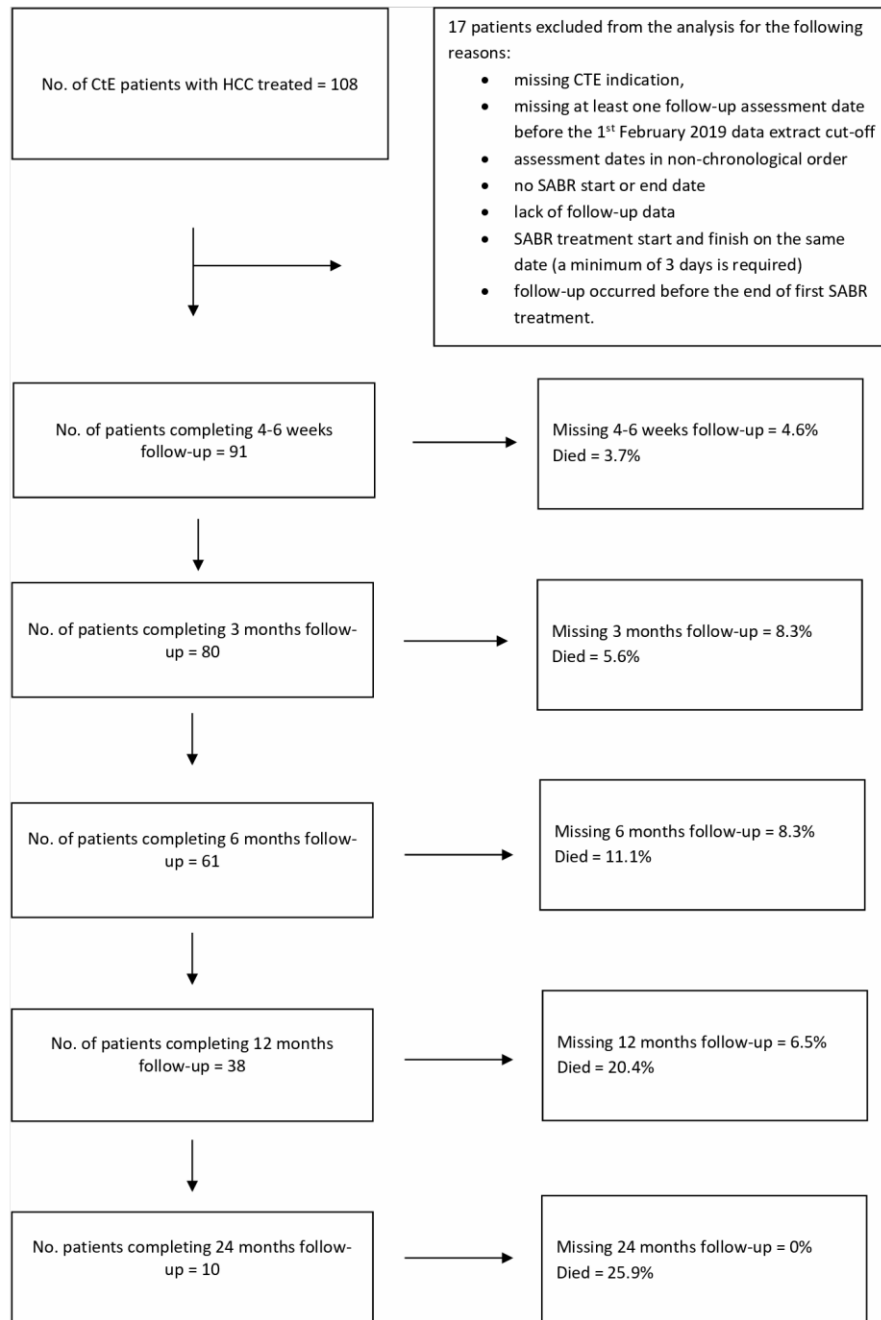 No. of CtE patients with HCC treated = 108
17 patients excluded from the analysis for the following
reasons:
• missing CTE indication,
• missing at least one follow-up assessment date
before the 1st February 2019 data extract cut-off
• assessment dates in non-chronological order
• no SABR start or end date
• lack of follow-up data
• SABR treatment start and finish on the same
date (a minimum of 3 days is required)
• follow-up occurred before the end of first SABR
treatment.
No. of patients completing 4-6 weeks
follow-up = 91
Missing 4-6 weeks follow-up = 4.6%
Died = 3.7%
No. of patients completing 3 months follow-
up = 80
Missing 3 months follow-up = 8.3%
Died = 5.6%
No. of patients completing 6 months follow-
up = 61
Missing 6 months follow-up = 8.3%
Died = 11.1%
No. of patients completing 12 months
follow-up = 38
Missing 12 months follow-up = 6.5%
Died = 20.4%
No. patients completing 24 months follow-
up = 10
Missing 24 months follow-up = 0%
Died = 25.9%